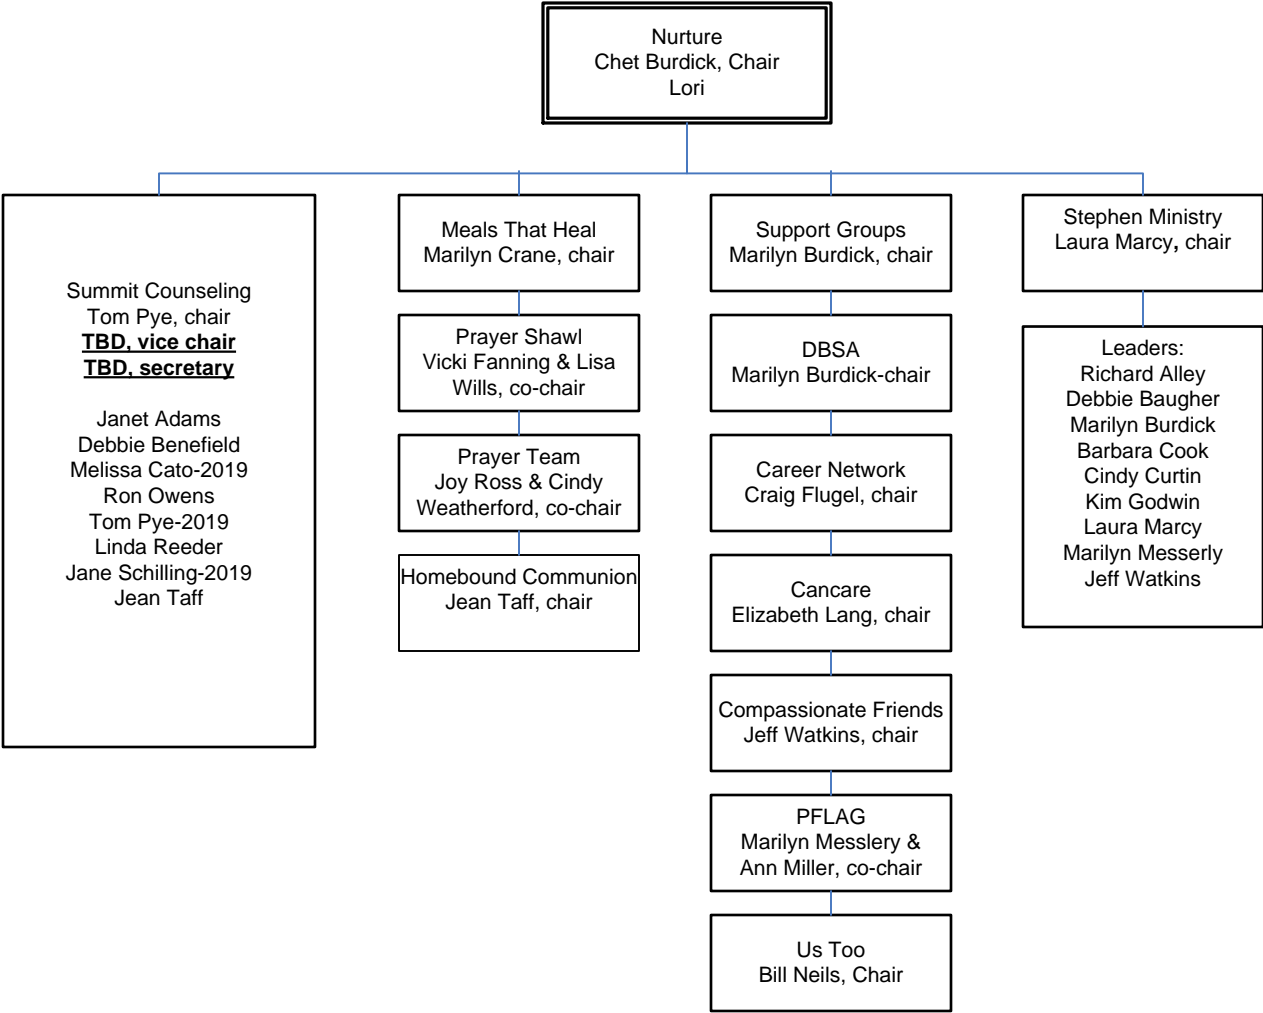 Nurture
Chet Burdick, Chair
Lori
Summit Counseling
Tom Pye, chair
TBD, vice chair
TBD, secretary
Janet Adams
Debbie Benefield
Melissa Cato-2019
Ron Owens
Tom Pye-2019
Linda Reeder
Jane Schilling-2019
Jean Taff
Meals That Heal
Marilyn Crane, chair
Prayer Shawl
Vicki Fanning & Lisa
Wills, co-chair
Prayer Team
Joy Ross & Cindy
Weatherford, co-chair
Homebound Communion
Jean Taff, chair
Support Groups
Marilyn Burdick, chair
DBSA
Marilyn Burdick-chair
Career Network
Craig Flugel, chair
Cancare
Elizabeth Lang, chair
Compassionate Friends
Jeff Watkins, chair
PFLAG
Marilyn Messlery &
Ann Miller, co-chair
Us Too
Bill Neils, Chair
Stephen Ministry
Laura Marcy, chair
Leaders:
Richard Alley
Debbie Baugher
Marilyn Burdick
Barbara Cook
Cindy Curtin
Kim Godwin
Laura Marcy
Marilyn Messerly
Jeff Watkins